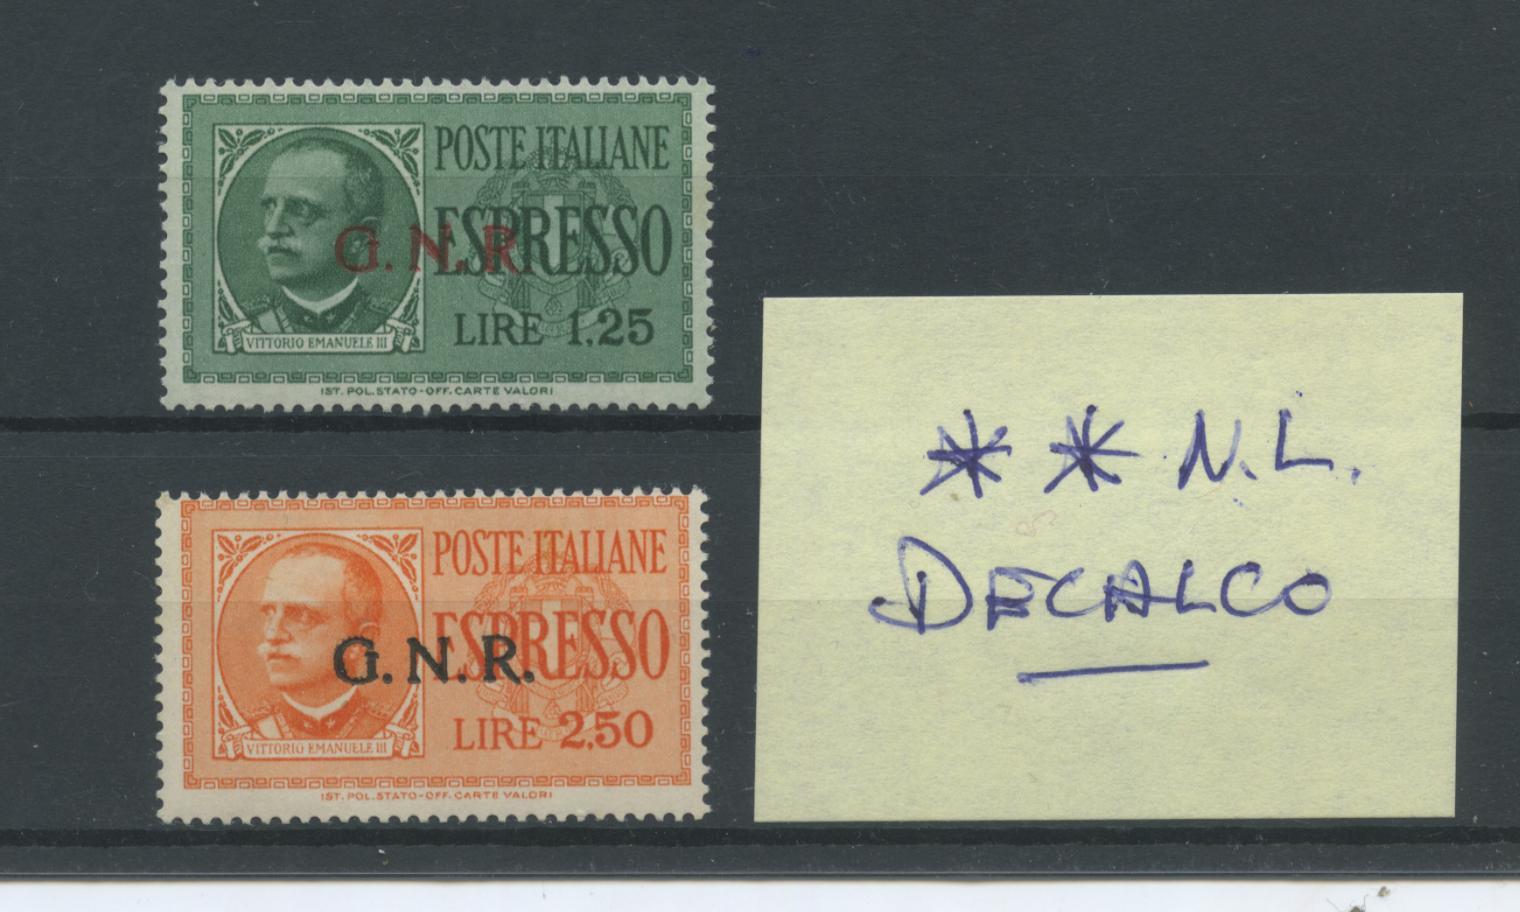 POSTE ITALIANE
ESPRESSO
G.N.R.
LIRE 1,25
VITTORIO EMANUELE III
IST. POL. STATO-OFF. CARTE VALORI
POSTE ITALIANE
ESPRESSO
G.N.R.
LIRE 2,50
VITTORIO EMANUELE III
IST. POL. STATO-OFF. CARTE VALORI
** N.L.
DECALCO